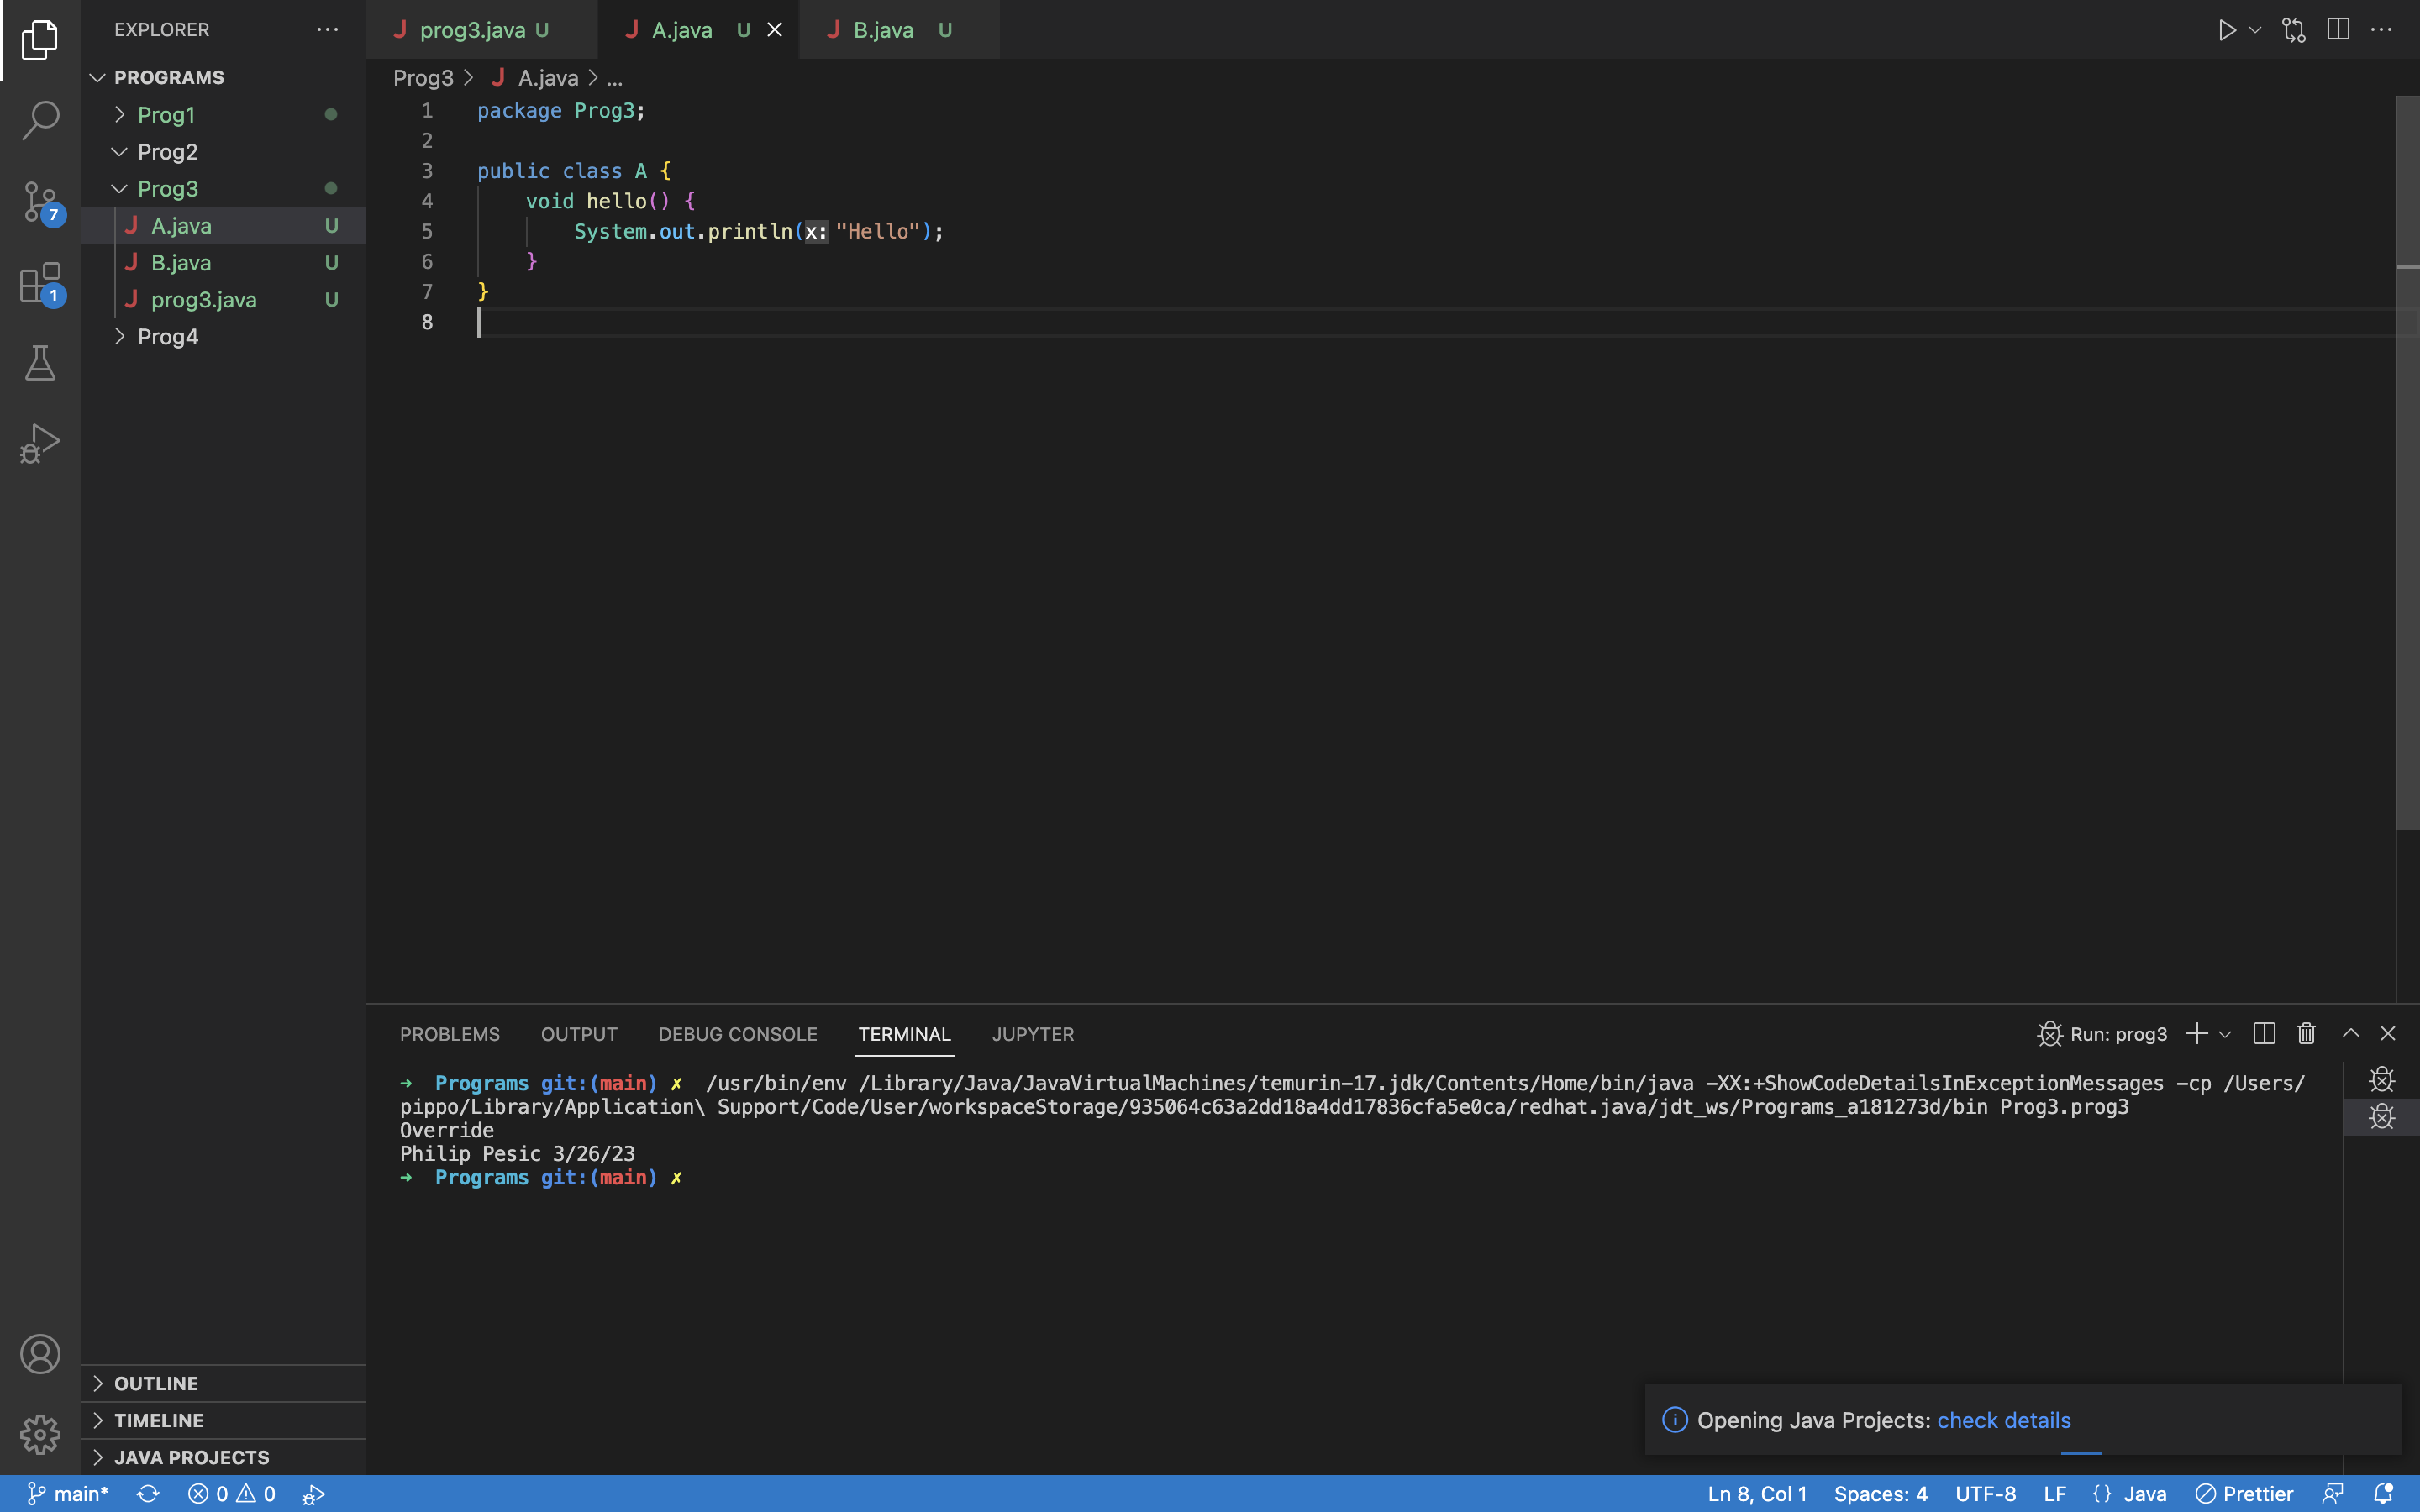 EXPLORER
PROGRAMS
Prog1
Prog2
Prog3
A.java U
B.java U
prog3.java U
Prog4
OUTLINE
TIMELINE
JAVA PROJECTS
7
1
prog3.java U
A.java U
B.java U
Prog3 > A.java > ...
1 package Prog3;
2
3 public class A {
4 void hello() {
5 System.out.println(x: "Hello");
6 }
7 }
8
PROBLEMS OUTPUT DEBUG CONSOLE TERMINAL JUPYTER
Run: prog3
➜ Programs git:(main) ✗ /usr/bin/env /Library/Java/JavaVirtualMachines/temurin-17.jdk/Contents/Home/bin/java -XX:+ShowCodeDetailsInExceptionMessages -cp /Users/
pippo/Library/Application\ Support/Code/User/workspaceStorage/935064c63a2dd18a4dd17836cfa5e0ca/redhat.java/jdt_ws/Programs_a181273d/bin Prog3.prog3
Override
Philip Pesic 3/26/23
➜ Programs git:(main) ✗
Opening Java Projects: check details
main* 0 0
Ln 8, Col 1 Spaces: 4 UTF-8 LF {} Java Prettier